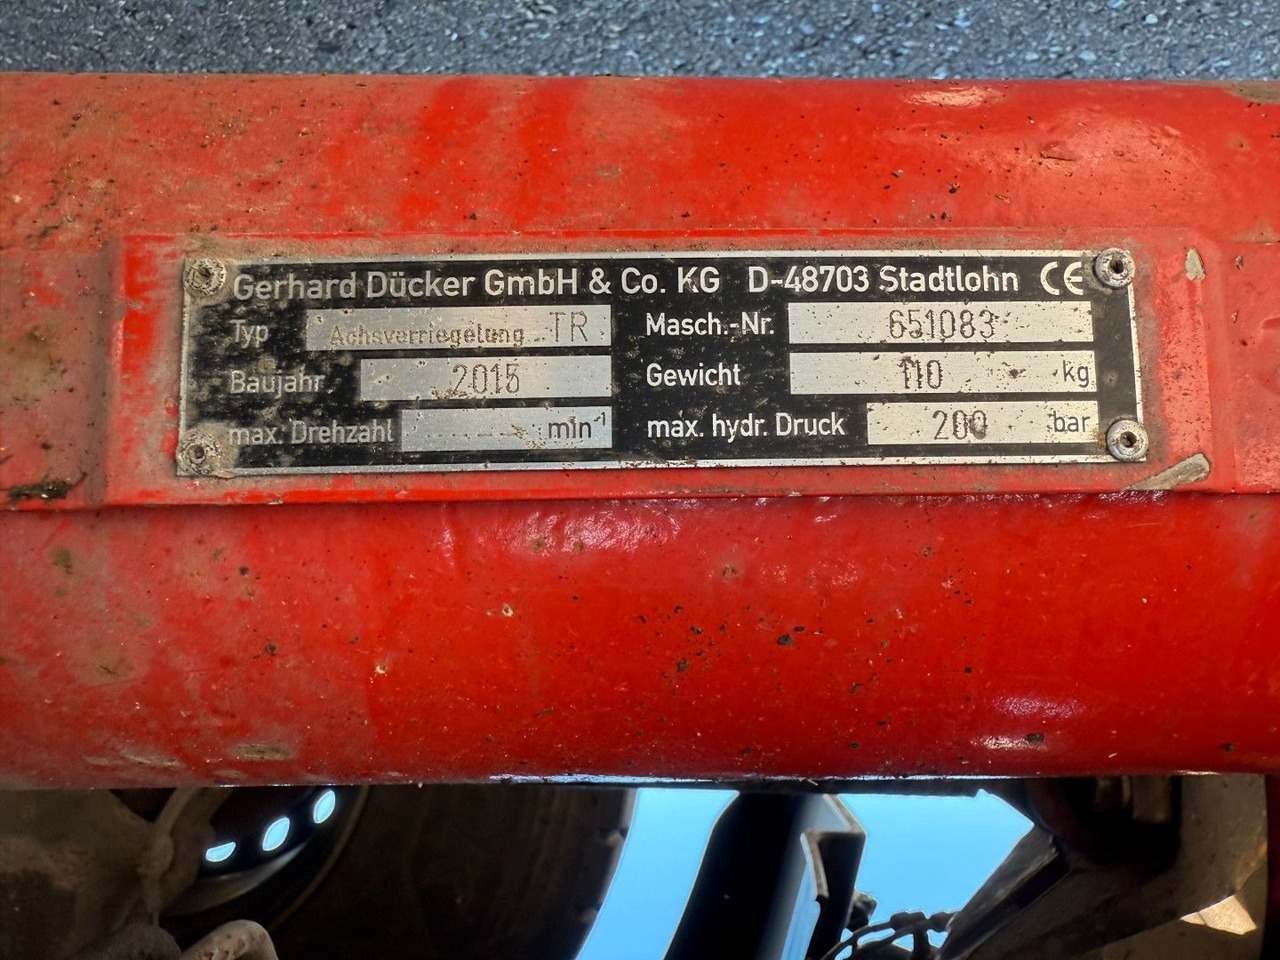 Gerhard Dücker GmbH & Co. KG D-48703 Stadtlohn CE
Typ Achsverriegelung TR Masch.-Nr. 651083
Baujahr 2015 Gewicht 110 kg
max. Drehzahl min⁻¹ max. hydr. Druck 200 bar